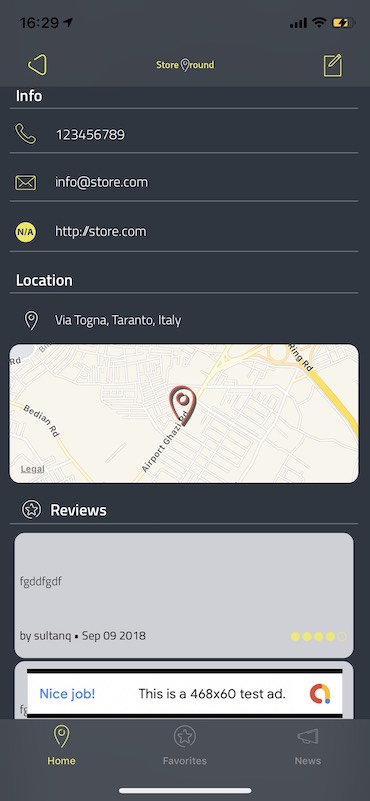 16:29
Store round
Info
123456789
info@store.com
N/A
http://store.com
Location
Via Togna, Taranto, Italy
Rd
Ring Rd
Bedian Rd
Airport Ghazi Rd
Legal
Reviews
fgddfgdf
by sultanq • Sep 09 2018
Nice job!
This is a 468x60 test ad.
Home
Favorites
News